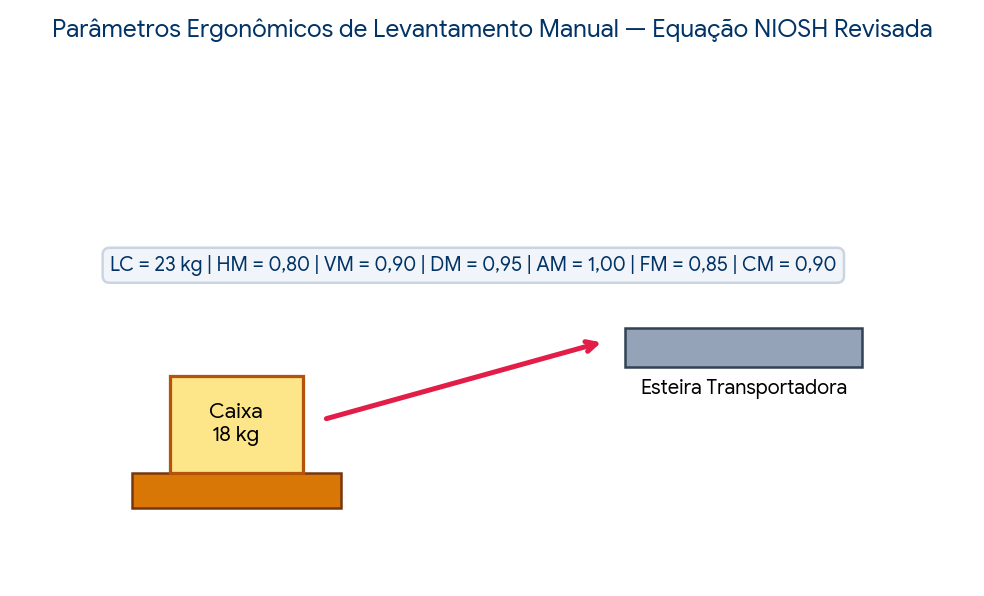 Parâmetros Ergonômicos de Levantamento Manual — Equação NIOSH Revisada
LC = 23 kg | HM = 0,80 | VM = 0,90 | DM = 0,95 | AM = 1,00 | FM = 0,85 | CM = 0,90
Esteira Transportadora
Caixa
18 kg